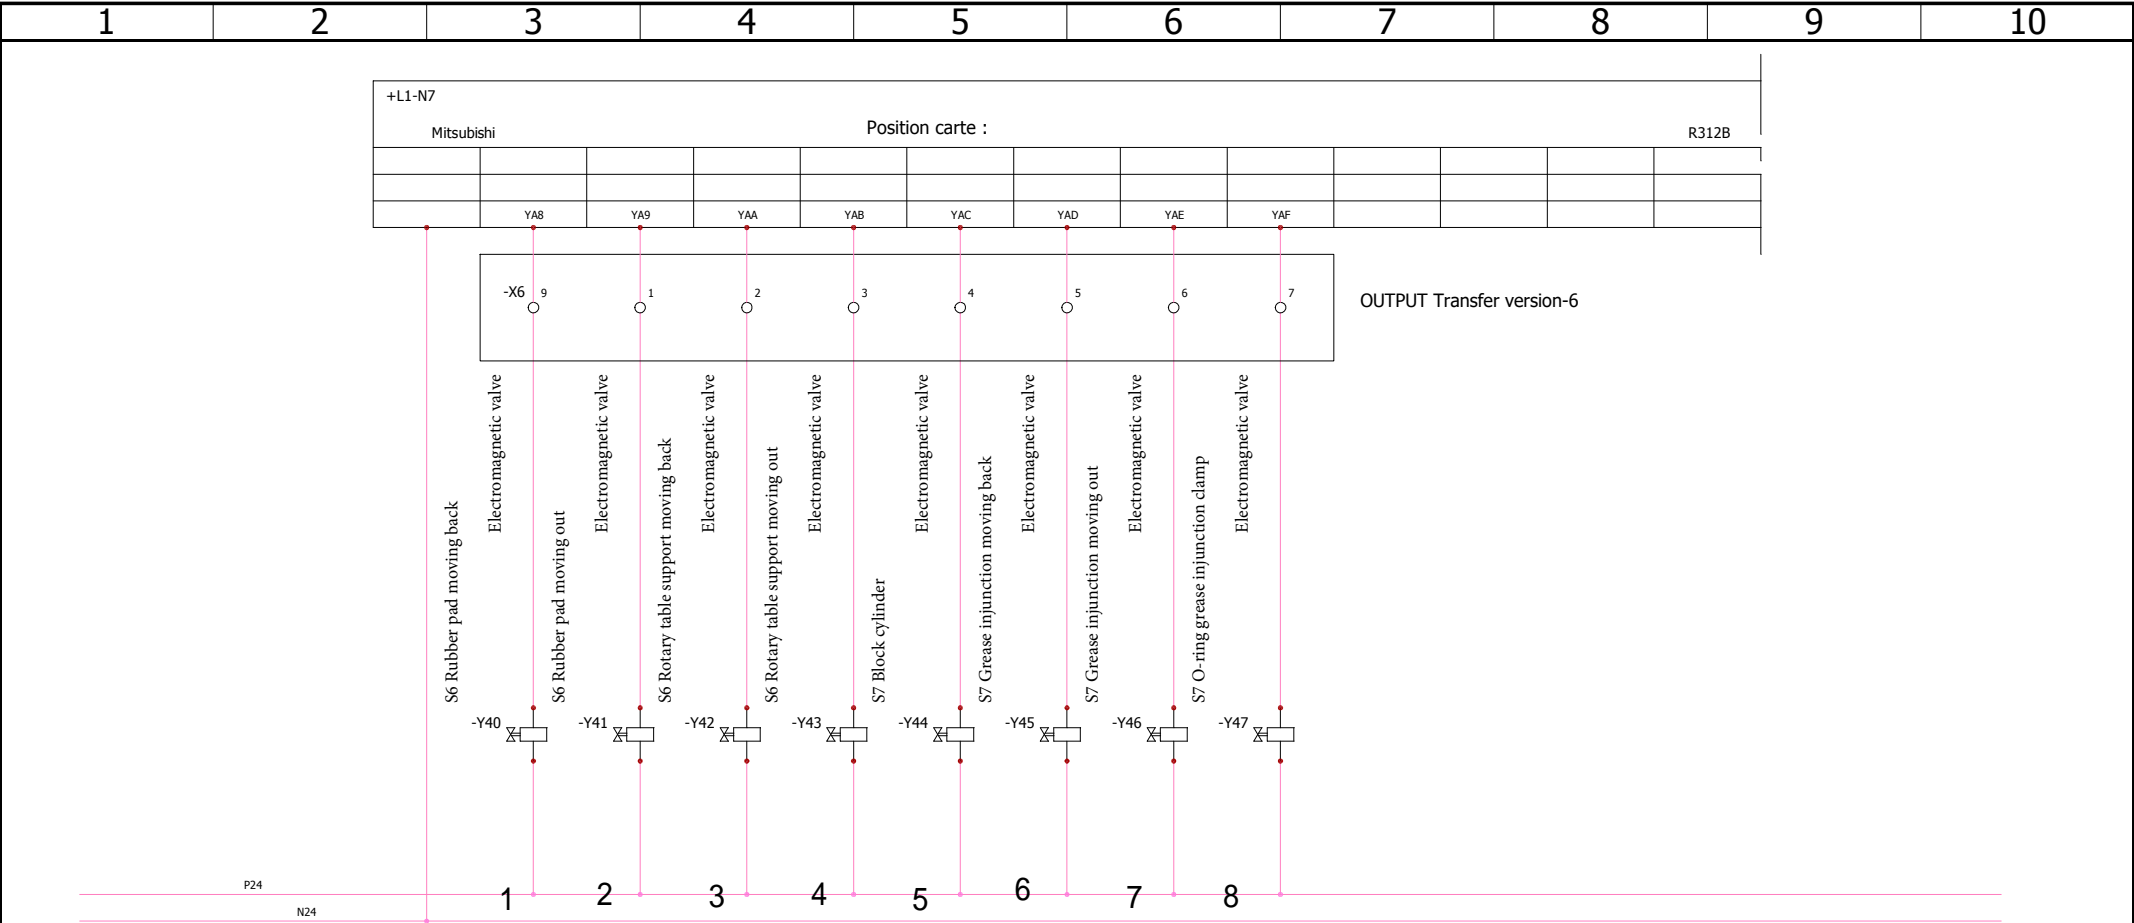 1 2 3 4 5 6 7 8 9 10
+L1-N7
Mitsubishi
Position carte :
R312B
YA8 YA9 YAA YAB YAC YAD YAE YAF
-X6 9 1 2 3 4 5 6 7
OUTPUT Transfer version-6
S6 Rubber pad moving back
Electromagnetic valve
S6 Rubber pad moving out
Electromagnetic valve
S6 Rotary table support moving back
Electromagnetic valve
S6 Rotary table support moving out
Electromagnetic valve
S7 Block cylinder
Electromagnetic valve
S7 Grease injunction moving back
Electromagnetic valve
S7 Grease injunction moving out
Electromagnetic valve
S7 O-ring grease injunction clamp
Electromagnetic valve
-Y40 -Y41 -Y42 -Y43 -Y44 -Y45 -Y46 -Y47
P24
1 2 3 4 5 6 7 8
N24